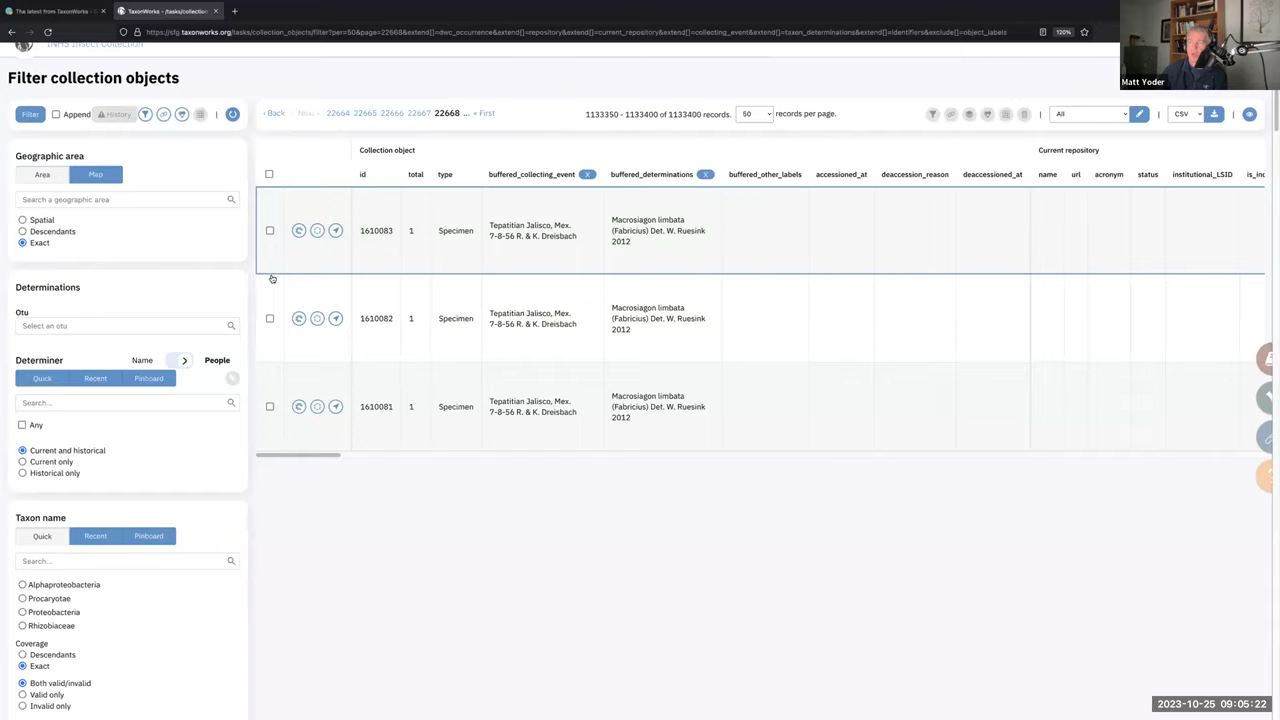 The latest from TaxonWorks ·
TaxonWorks - /tasks/collection
https://sfg.taxonworks.org/tasks/collection_objects/filter?per=50&page=22668&extend[]=dwc_occurrence&extend[]=repository&extend[]=current_repository&extend[]=collecting_event&extend[]=taxon_determinations&extend[]=identifiers&exclude[]=object_labels
120%
INHS Insect Collection
Matt Yoder
Filter collection objects
Filter Append History
‹ Back 22664 22665 22666 22667 22668 ... « First
1133350 - 1133400 of 1133400 records. 50 records per page.
All CSV
Geographic area
Area Map
Search a geographic area
Spatial
Descendants
Exact
Determinations
Otu
Select an otu
Determiner Name People
Quick Recent Pinboard
Search...
Any
Current and historical
Current only
Historical only
Taxon name
Quick Recent Pinboard
Search...
Alphaproteobacteria
Procaryotae
Proteobacteria
Rhizobiaceae
Coverage
Descendants
Exact
Both valid/invalid
Valid only
Invalid only
Collection object Current repository
id total type buffered_collecting_event X buffered_determinations X buffered_other_labels accessioned_at deaccession_reason deaccessioned_at name url acronym status institutional_LSID
1610083 1 Specimen
Tepatitian Jalisco, Mex.
7-8-56 R. & K. Dreisbach
Macrosiagon limbata
(Fabricius) Det. W. Ruesink
2012
1610082 1 Specimen
Tepatitian Jalisco, Mex.
7-8-56 R. & K. Dreisbach
Macrosiagon limbata
(Fabricius) Det. W. Ruesink
2012
1610081 1 Specimen
Tepatitian Jalisco, Mex.
7-8-56 R. & K. Dreisbach
Macrosiagon limbata
(Fabricius) Det. W. Ruesink
2012
2023-10-25 09:05:22